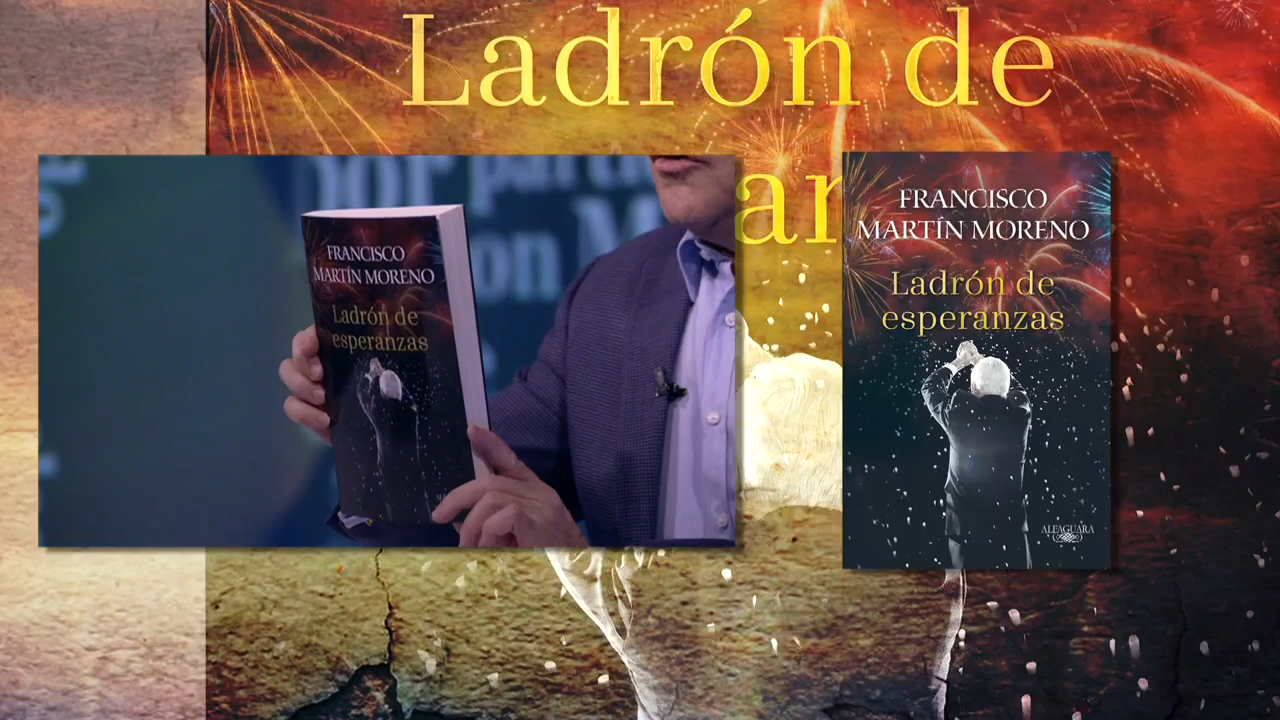 Ladrón de
FRANCISCO
MARTÍN MORENO
Ladrón de
esperanzas
FRANCISCO
MARTÍN MORENO
Ladrón de
esperanzas
ALFAGUARA